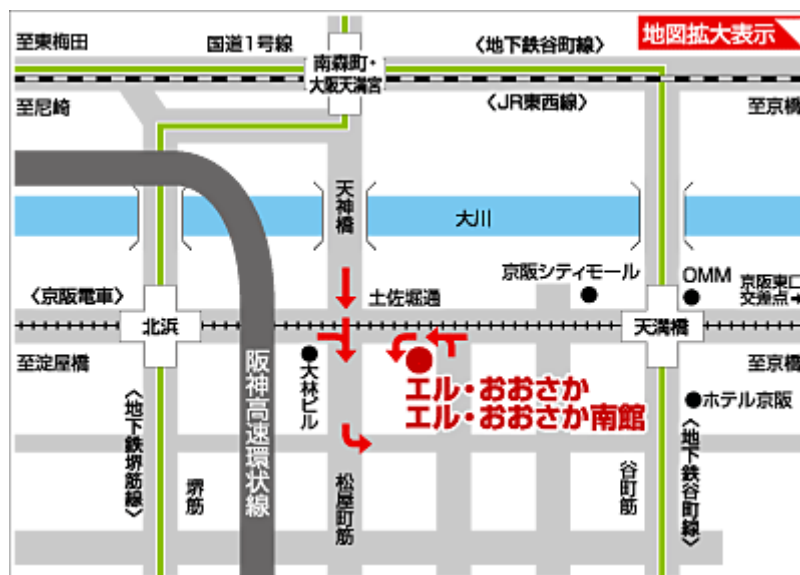 地図拡大表示
至東梅田
国道1号線
〈地下鉄谷町線〉
南森町・
大阪天満宮
至尼崎
〈JR東西線〉
至京橋
天神橋
大川
京阪シティモール
OMM
京阪東口
交差点
〈京阪電車〉
土佐堀通
北浜
天満橋
至淀屋橋
大林ビル
至京橋
エル・おおさか
エル・おおさか南館
ホテル京阪
阪神高速環状線
〈地下鉄堺筋線〉
堺筋
松屋町筋
谷町筋
〈地下鉄谷町線〉